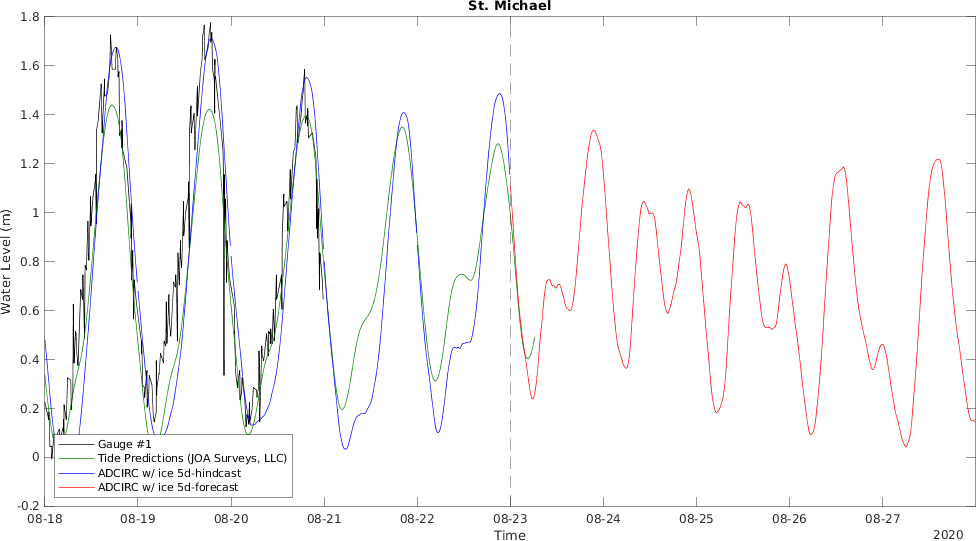 St. Michael
1.8
1.6
1.4
1.2
1
0.8
0.6
0.4
0.2
0
-0.2
Water Level (m)
Gauge #1
Tide Predictions (JOA Surveys, LLC)
ADCIRC w/ ice 5d-hindcast
ADCIRC w/ ice 5d-forecast
08-18 08-19 08-20 08-21 08-22 08-23 08-24 08-25 08-26 08-27
Time
2020